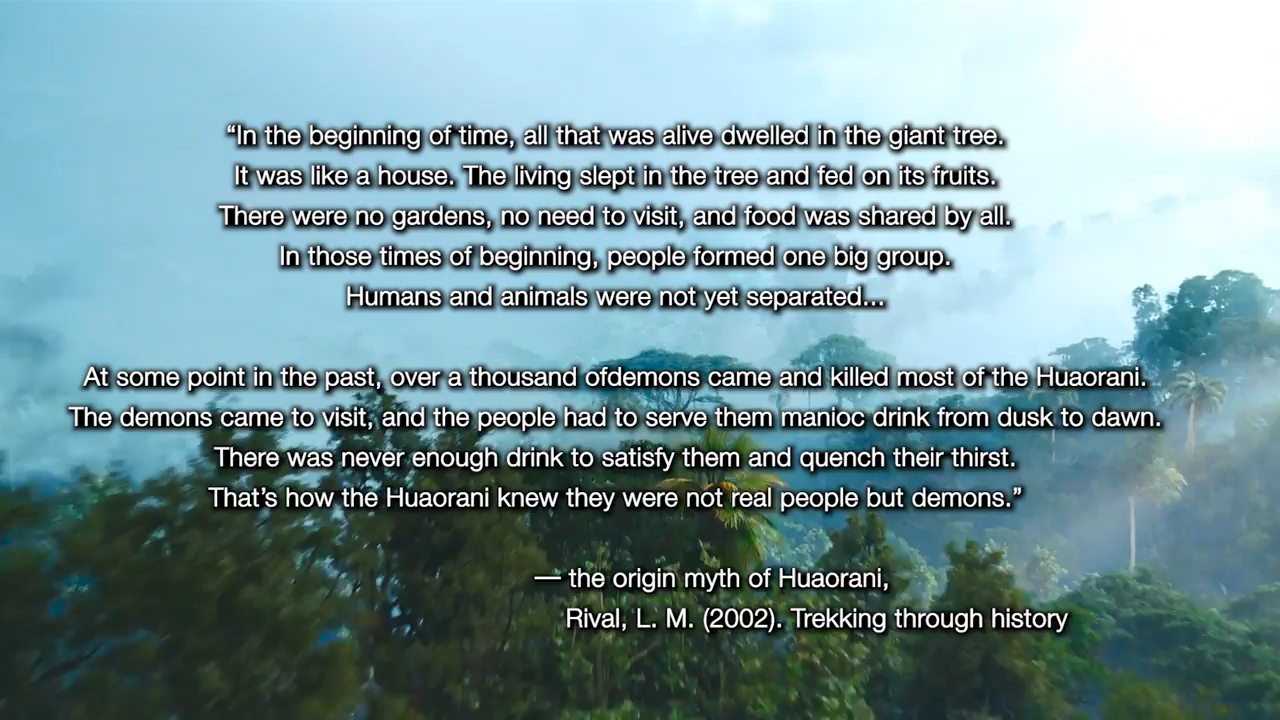 “In the beginning of time, all that was alive dwelled in the giant tree.
It was like a house. The living slept in the tree and fed on its fruits.
There were no gardens, no need to visit, and food was shared by all.
In those times of beginning, people formed one big group.
Humans and animals were not yet separated...
At some point in the past, over a thousand ofdemons came and killed most of the Huaorani.
The demons came to visit, and the people had to serve them manioc drink from dusk to dawn.
There was never enough drink to satisfy them and quench their thirst.
That’s how the Huaorani knew they were not real people but demons.”
— the origin myth of Huaorani,
Rival, L. M. (2002). Trekking through history